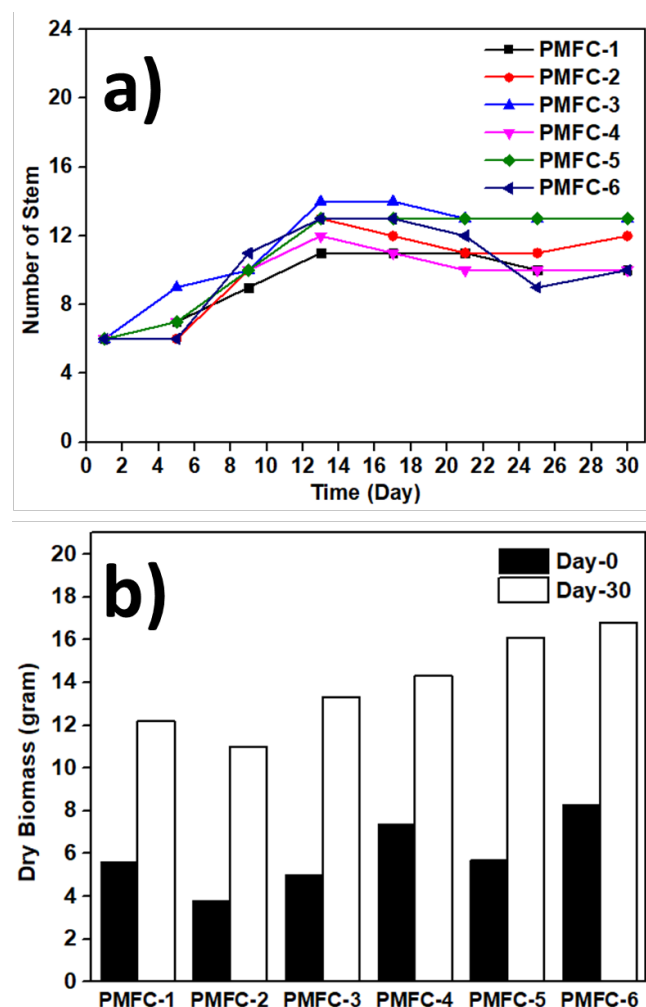 a)
PMFC-1
PMFC-2
PMFC-3
PMFC-4
PMFC-5
PMFC-6
24
20
16
12
8
4
0
Number of Stem
0 2 4 6 8 10 12 14 16 18 20 22 24 26 28 30
Time (Day)
b)
Day-0
Day-30
20
18
16
14
12
10
8
6
4
2
0
Dry Biomass (gram)
PMFC-1 PMFC-2 PMFC-3 PMFC-4 PMFC-5 PMFC-6